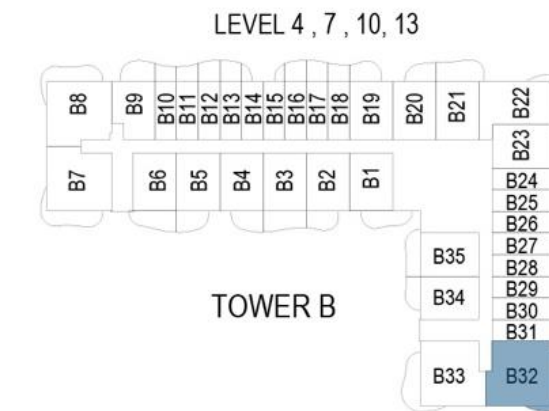 LEVEL 4 , 7 , 10, 13
B8
B9
B10
B11
B12
B13
B14
B15
B16
B17
B18
B19
B20
B21
B22
B23
B7
B6
B5
B4
B3
B2
B1
B24
B25
B26
B27
B28
B29
B30
B31
B35
B34
TOWER B
B33
B32